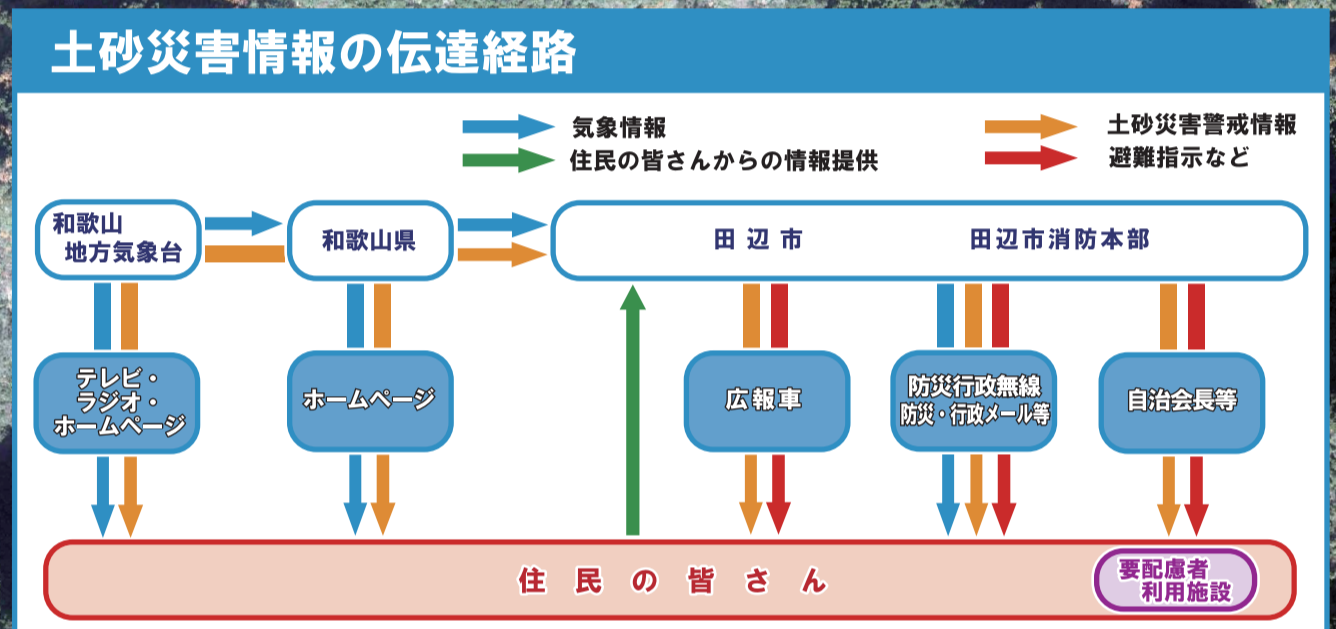 土砂災害情報の伝達経路
気象情報
土砂災害警戒情報
住民の皆さんからの情報提供
避難指示など
和歌山
地方気象台
和歌山県
田辺市
田辺市消防本部
テレビ・
ラジオ・
ホームページ
ホームページ
広報車
防災行政無線
防災・行政メール等
自治会長等
住民の皆さん
要配慮者
利用施設